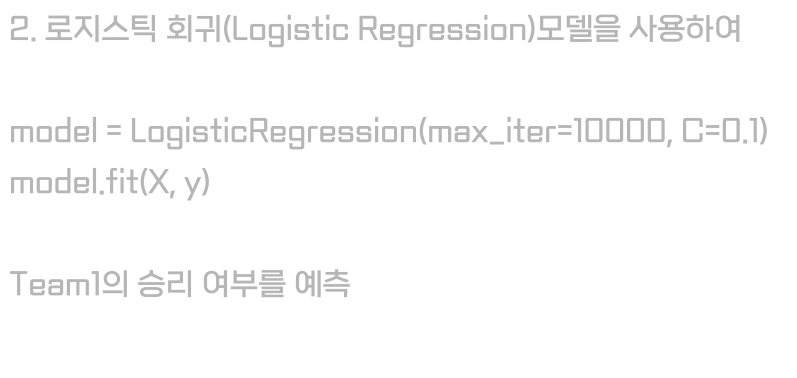 2. 로지스틱 회귀(Logistic Regression)모델을 사용하여
model = LogisticRegression(max_iter=10000, C=0.1)
model.fit(X, y)
Team1의 승리 여부를 예측